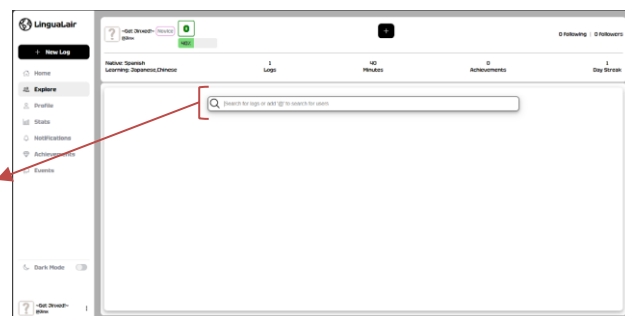 LinguaLair
+ New Log
Home
Explore
Profile
Stats
Notifications
Achievements
Events
Dark Mode
~Get Jinxed!~
@Jinx
~Get Jinxed!~ Novice 0
@Jinx
+
0 Following | 0 Followers
Native: Spanish
Learning: Japanese,Chinese
1
Logs
40
Minutes
0
Achievements
1
Day Streak
Search for logs or add '@' to search for users